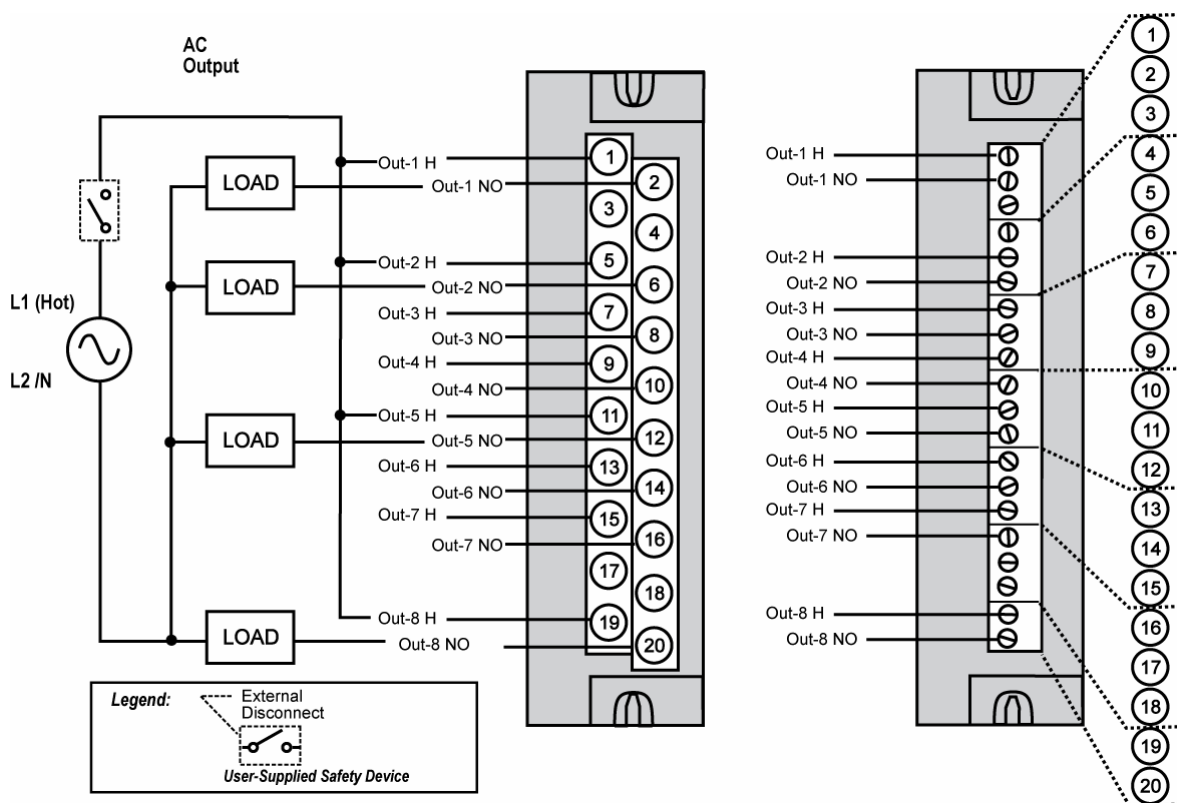 AC
Output
L1 (Hot)
L2 /N
LOAD
LOAD
LOAD
LOAD
Out-1 H
Out-1 NO
Out-2 H
Out-2 NO
Out-3 H
Out-3 NO
Out-4 H
Out-4 NO
Out-5 H
Out-5 NO
Out-6 H
Out-6 NO
Out-7 H
Out-7 NO
Out-8 H
Out-8 NO
1
2
3
4
5
6
7
8
9
10
11
12
13
14
15
16
17
18
19
20
Legend:
External
Disconnect
User-Supplied Safety Device
Out-1 H
Out-1 NO
Out-2 H
Out-2 NO
Out-3 H
Out-3 NO
Out-4 H
Out-4 NO
Out-5 H
Out-5 NO
Out-6 H
Out-6 NO
Out-7 H
Out-7 NO
Out-8 H
Out-8 NO
1
2
3
4
5
6
7
8
9
10
11
12
13
14
15
16
17
18
19
20